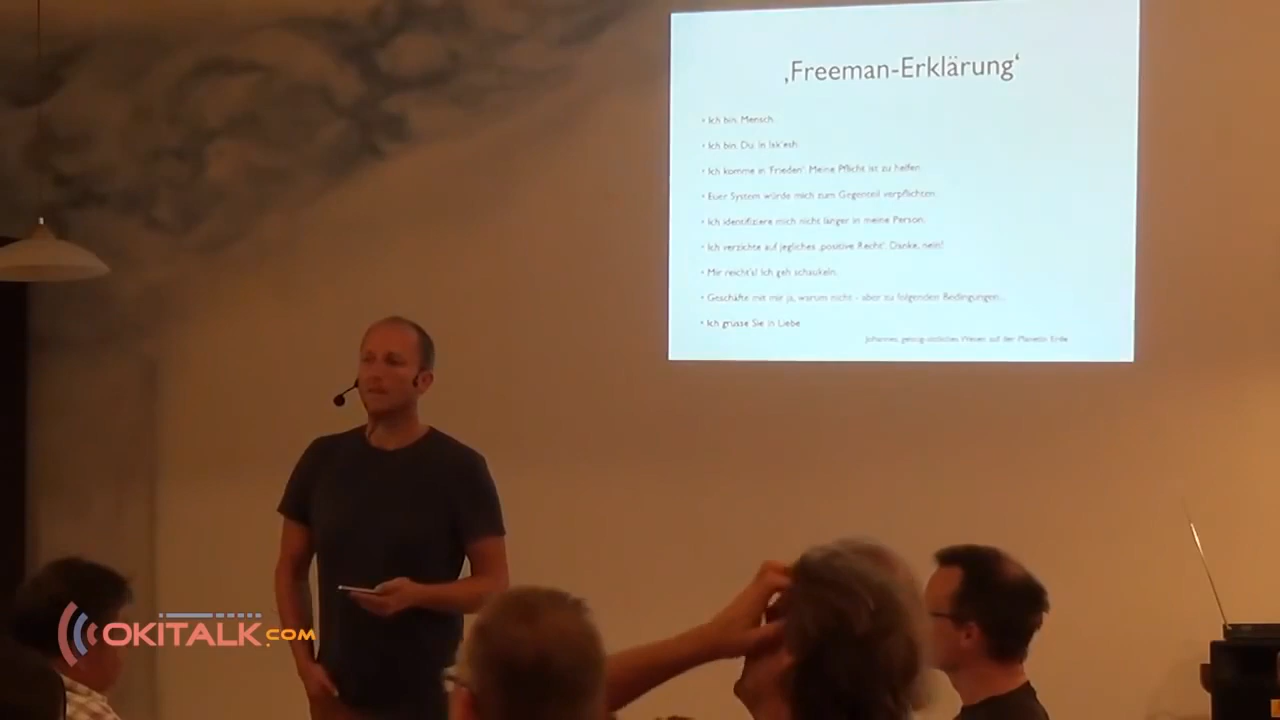 ‚Freeman-Erklärung‘
• Ich bin. Mensch.
• Ich bin. Du. In lak'esh
• Ich komme in 'Frieden'. Meine Pflicht ist zu helfen.
• Euer System würde mich zum Gegenteil verpflichten.
• Ich identifiziere mich nicht länger in meine Person.
• Ich verzichte auf jegliches ‚positive Recht'. Danke, nein!
• Mir reicht's! Ich geh schaukeln.
• Geschäfte mit mir ja, warum nicht - aber zu folgenden Bedingungen...
• Ich grüsse Sie in Liebe
Johannes, geistig-sittliches Wesen auf der Planetin Erde
OKITALK.COM